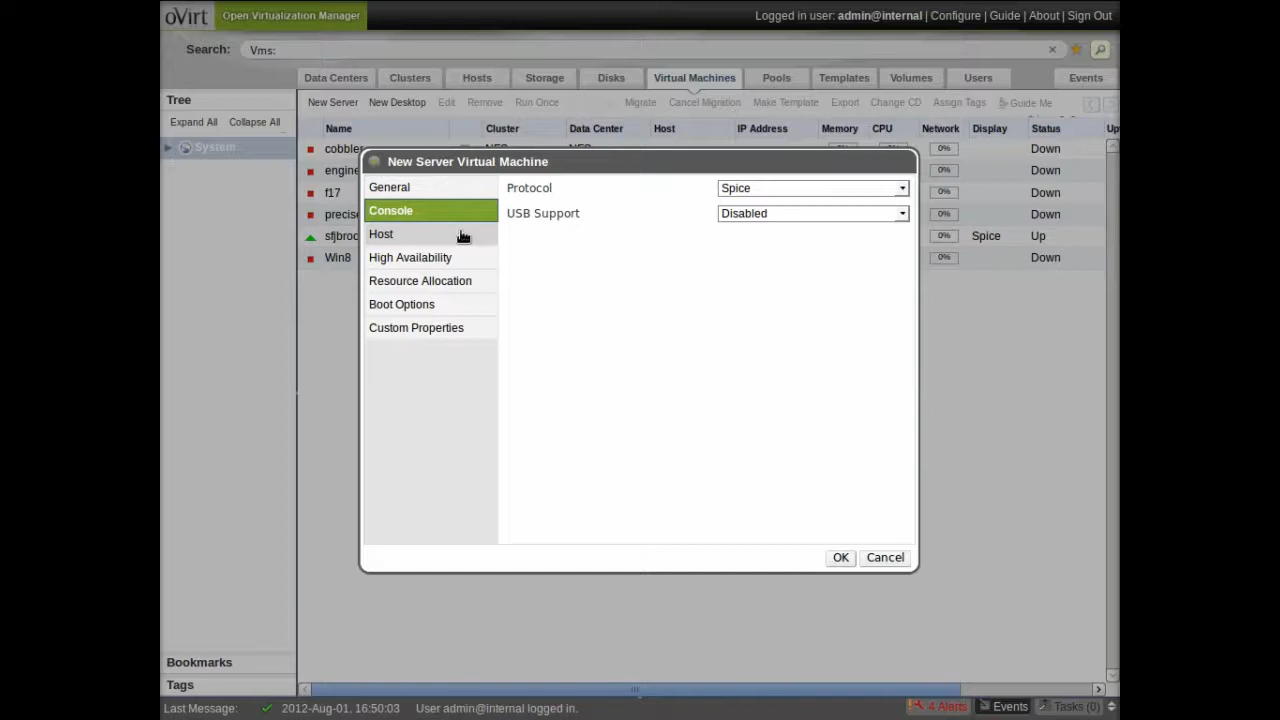 oVirt Open Virtualization Manager Logged in user: admin@internal | Configure | Guide | About | Sign Out
Search: Vms:
Data Centers Clusters Hosts Storage Disks Virtual Machines Pools Templates Volumes Users Events
Tree
New Server New Desktop Edit Remove Run Once Migrate Cancel Migration Make Template Export Change CD Assign Tags Guide Me
Expand All Collapse All
Name Cluster Data Center Host IP Address Memory CPU Network Display Status
System
cobbler 0% Down
engine 0% Down
f17 0% Down
precise 0% Down
0% Spice Up
Win8 0% Down
New Server Virtual Machine
General
Console
Host
High Availability
Resource Allocation
Boot Options
Custom Properties
Protocol Spice
USB Support Disabled
OK Cancel
Bookmarks
Tags
Last Message: 2012-Aug-01, 16:50:03 User admin@internal logged in. 4 Alerts Events Tasks (0)